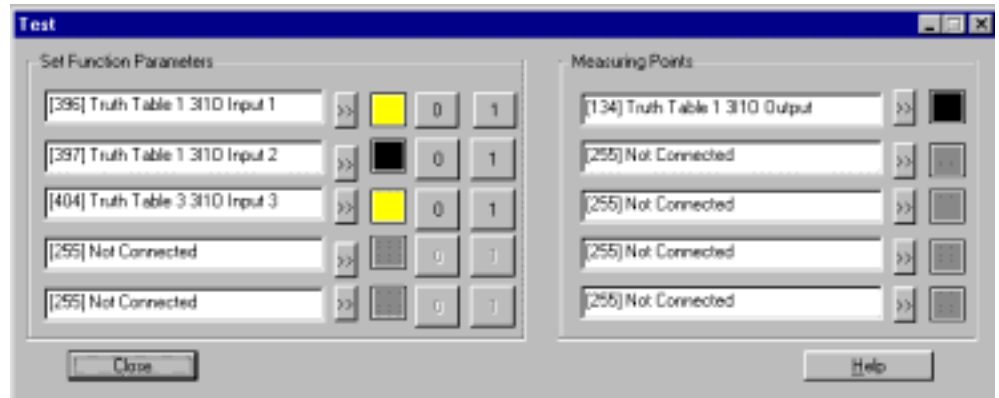 Test
Set Function Parameters
[396] Truth Table 1 3I1O Input 1
>> 0 1
[397] Truth Table 1 3I1O Input 2
>> 0 1
[404] Truth Table 3 3I1O Input 3
>> 0 1
[255] Not Connected
>> 0 1
[255] Not Connected
>> 0 1
Close
Measuring Points
[134] Truth Table 1 3I1O Output
>>
[255] Not Connected
>>
[255] Not Connected
>>
[255] Not Connected
>>
[255] Not Connected
>>
Help